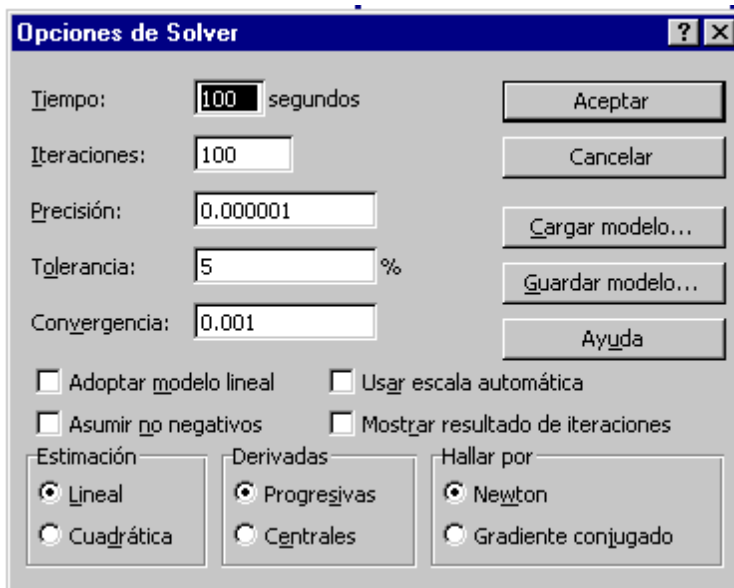 Opciones de Solver ? X
Tiempo: 100 segundos Aceptar
Iteraciones: 100 Cancelar
Precisión: 0.000001 Cargar modelo...
Tolerancia: 5 % Guardar modelo...
Convergencia: 0.001 Ayuda
Adoptar modelo lineal Usar escala automática
Asumir no negativos Mostrar resultado de iteraciones
Estimación Derivadas Hallar por
Lineal Progresivas Newton
Cuadrática Centrales Gradiente conjugado